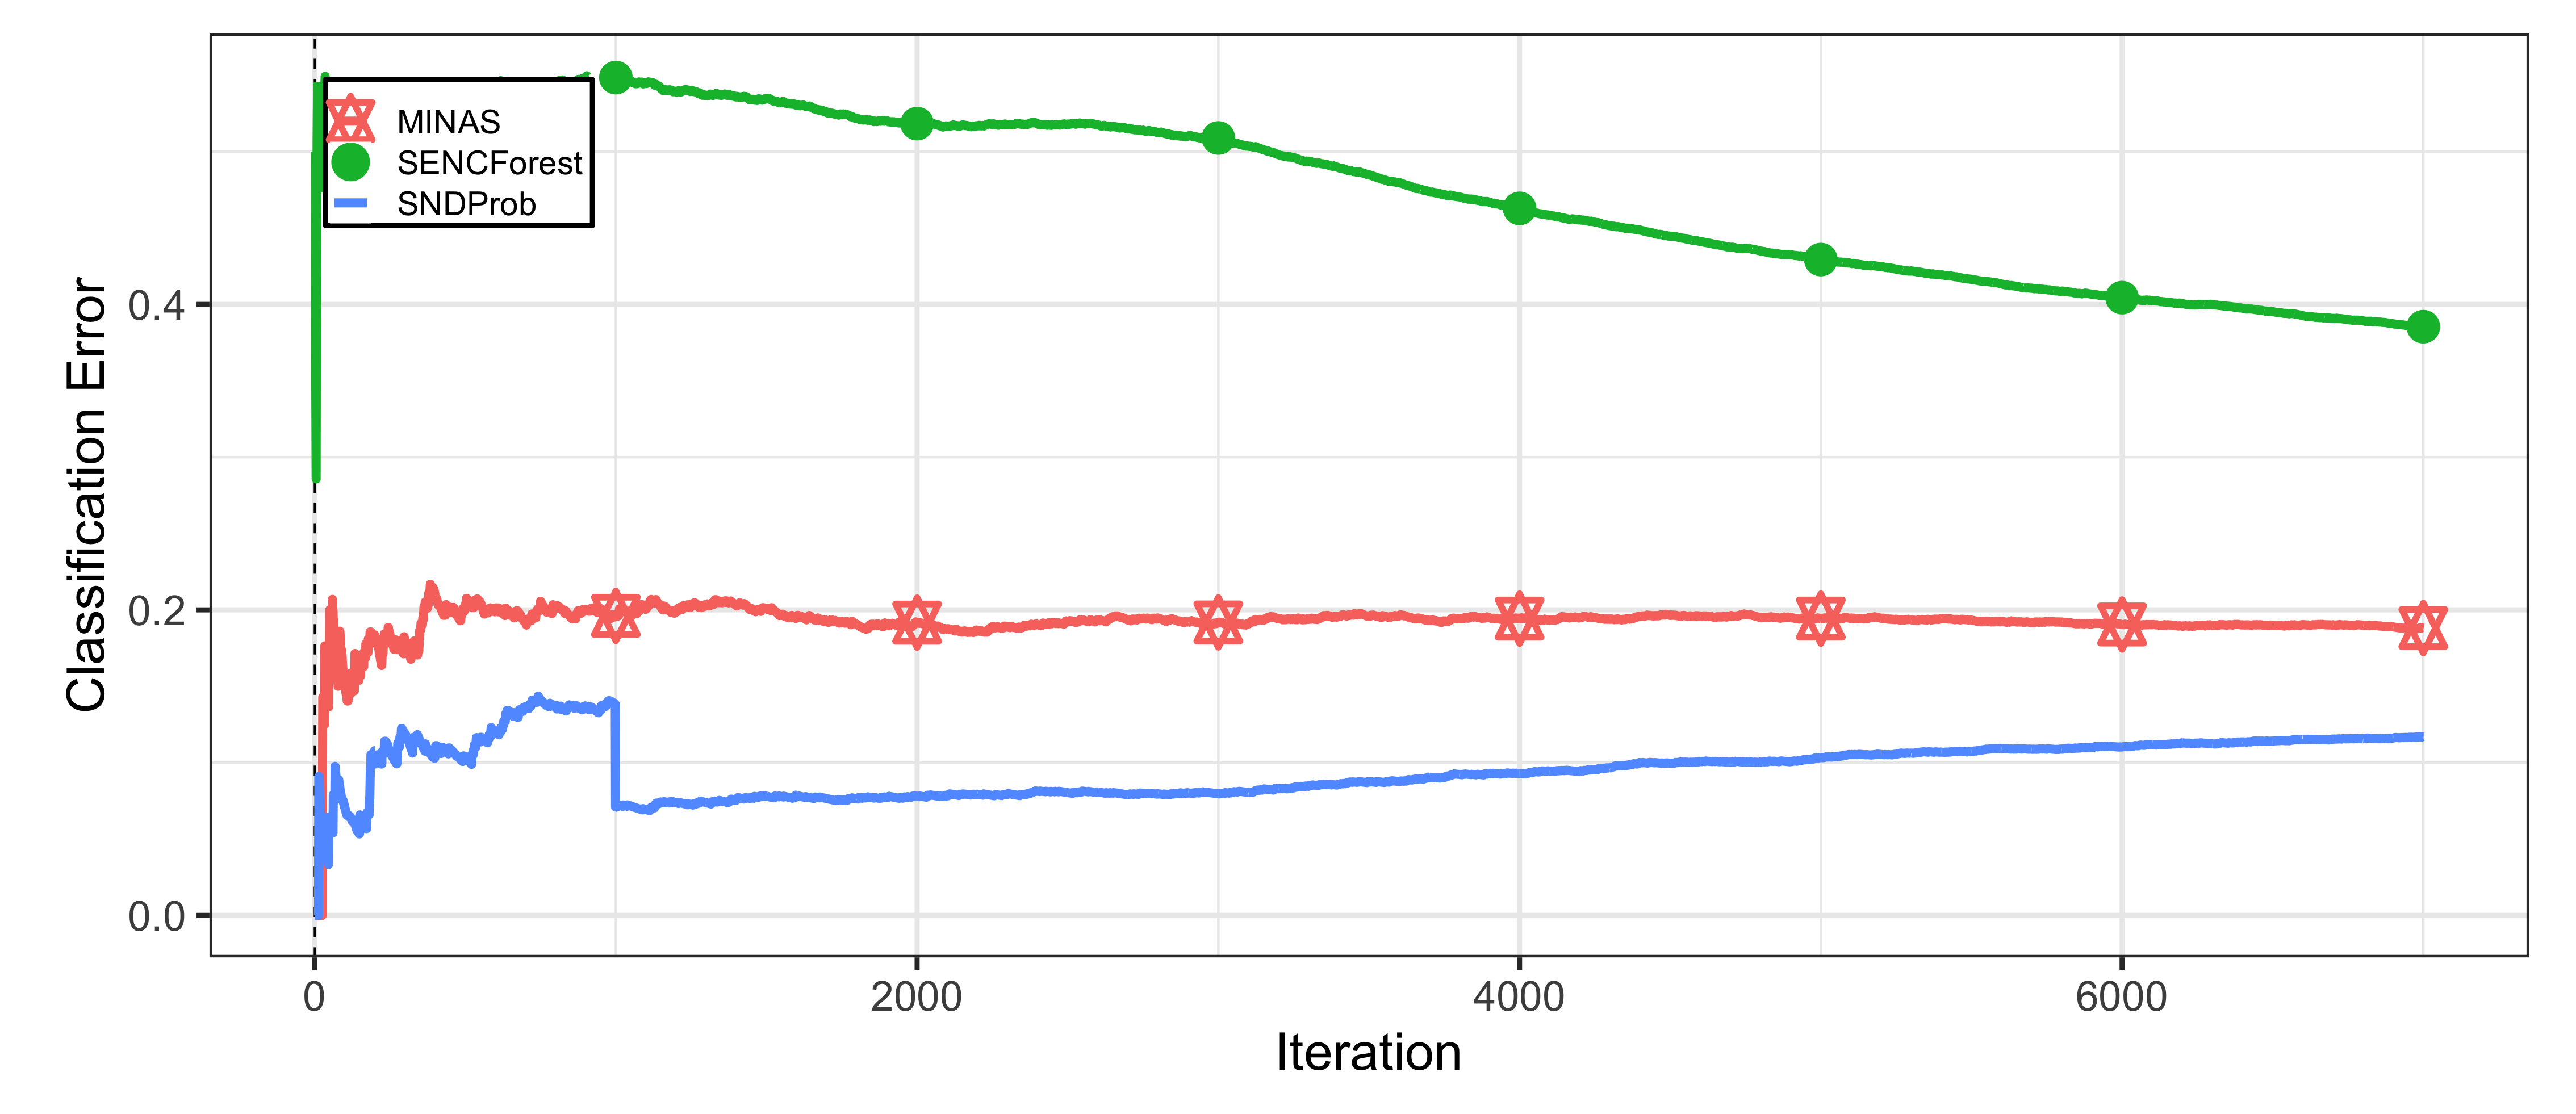 MINAS
SENCForest
SNDProb
Classification Error
0.4
0.2
0.0
0
2000
4000
6000
Iteration